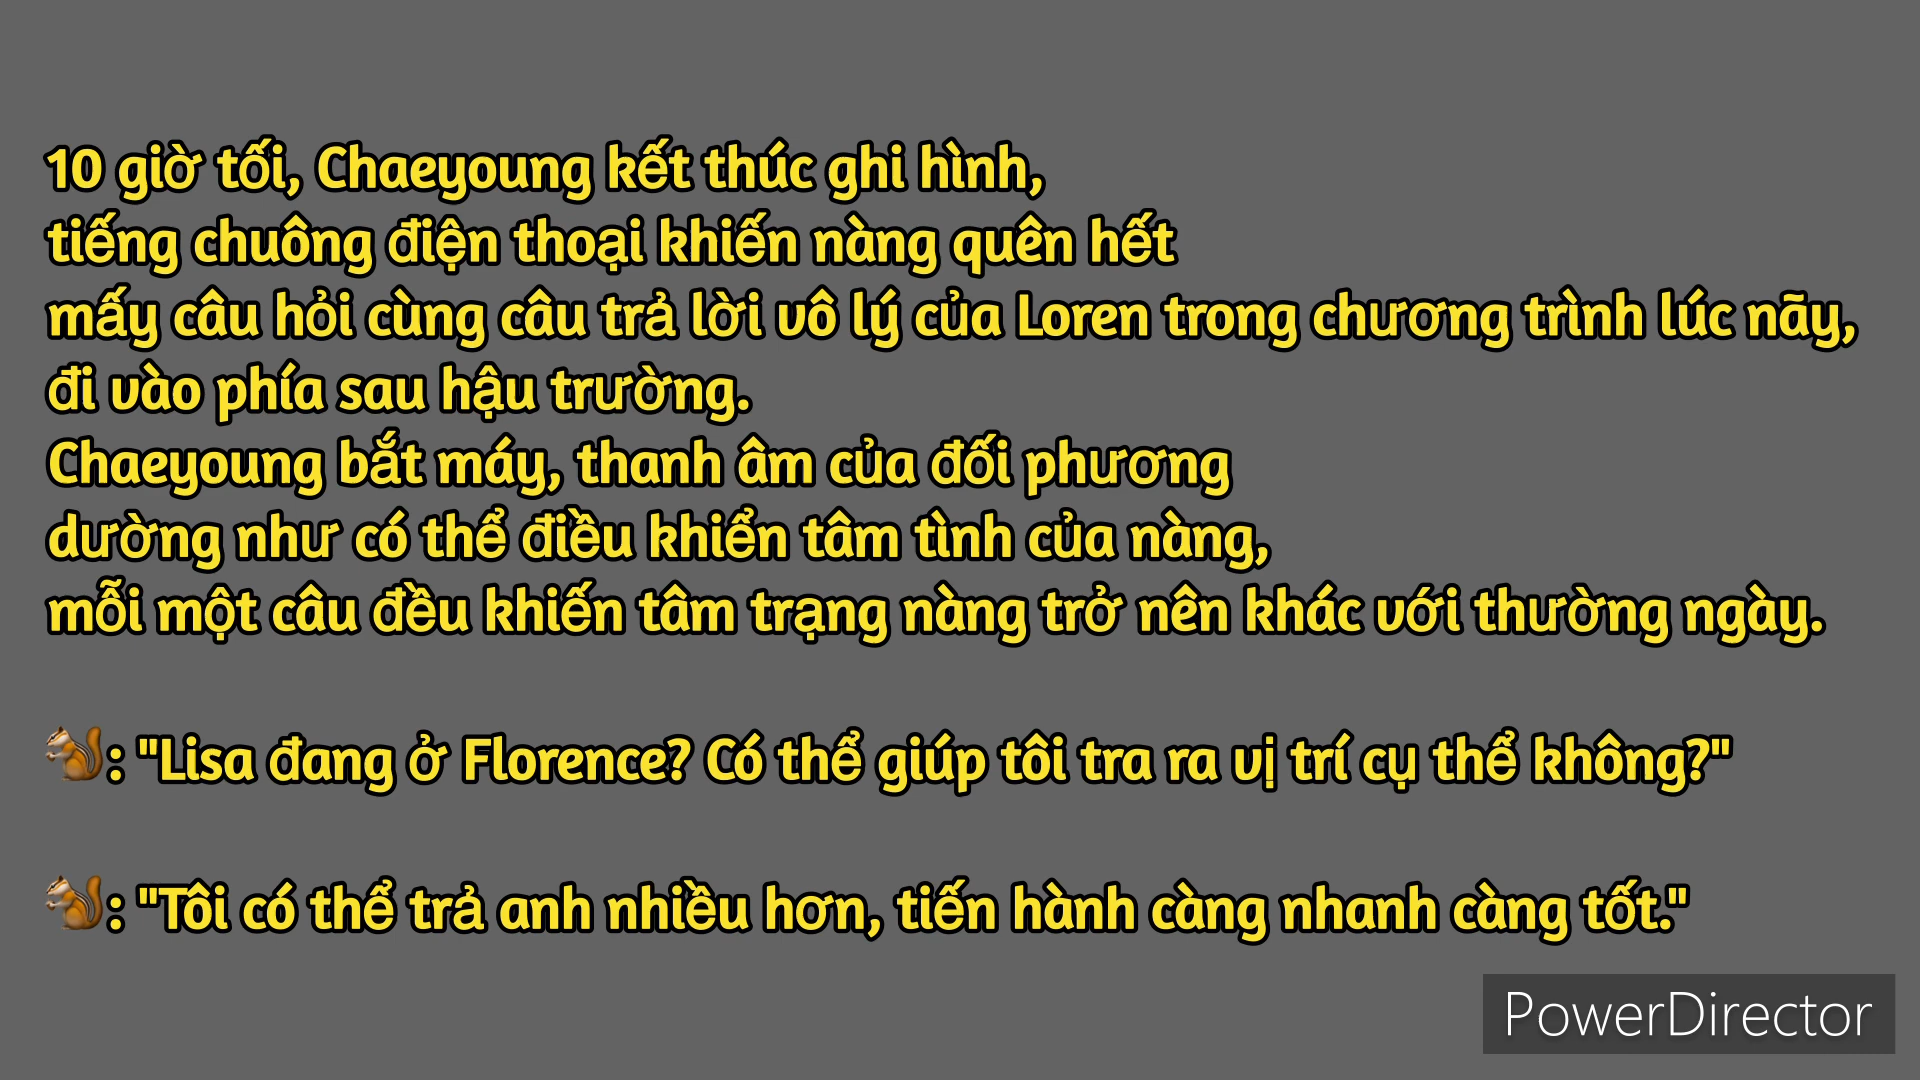 10 giờ tối, Chaeyoung kết thúc ghi hình,
tiếng chuông điện thoại khiến nàng quên hết
mấy câu hỏi cùng câu trả lời vô lý của Loren trong chương trình lúc nãy,
đi vào phía sau hậu trường.
Chaeyoung bắt máy, thanh âm của đối phương
dường như có thể điều khiển tâm tình của nàng,
mỗi một câu đều khiến tâm trạng nàng trở nên khác với thường ngày.
🐿️: "Lisa đang ở Florence? Có thể giúp tôi tra ra vị trí cụ thể không?"
🐿️: "Tôi có thể trả anh nhiều hơn, tiến hành càng nhanh càng tốt."
PowerDirector